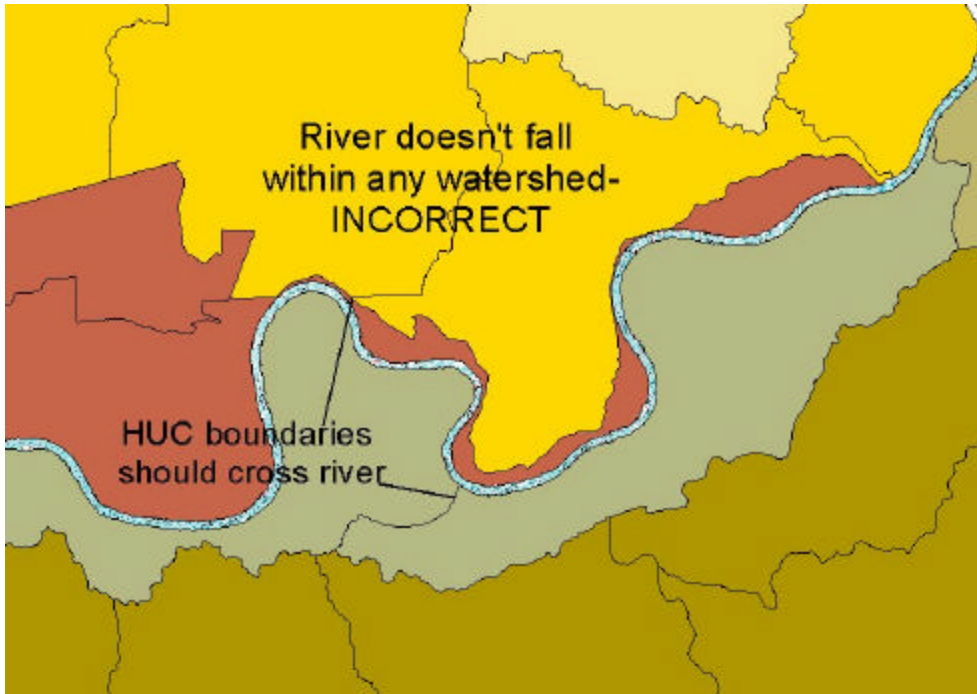 River doesn't fall
within any watershed-
INCORRECT
HUC boundaries
should cross river